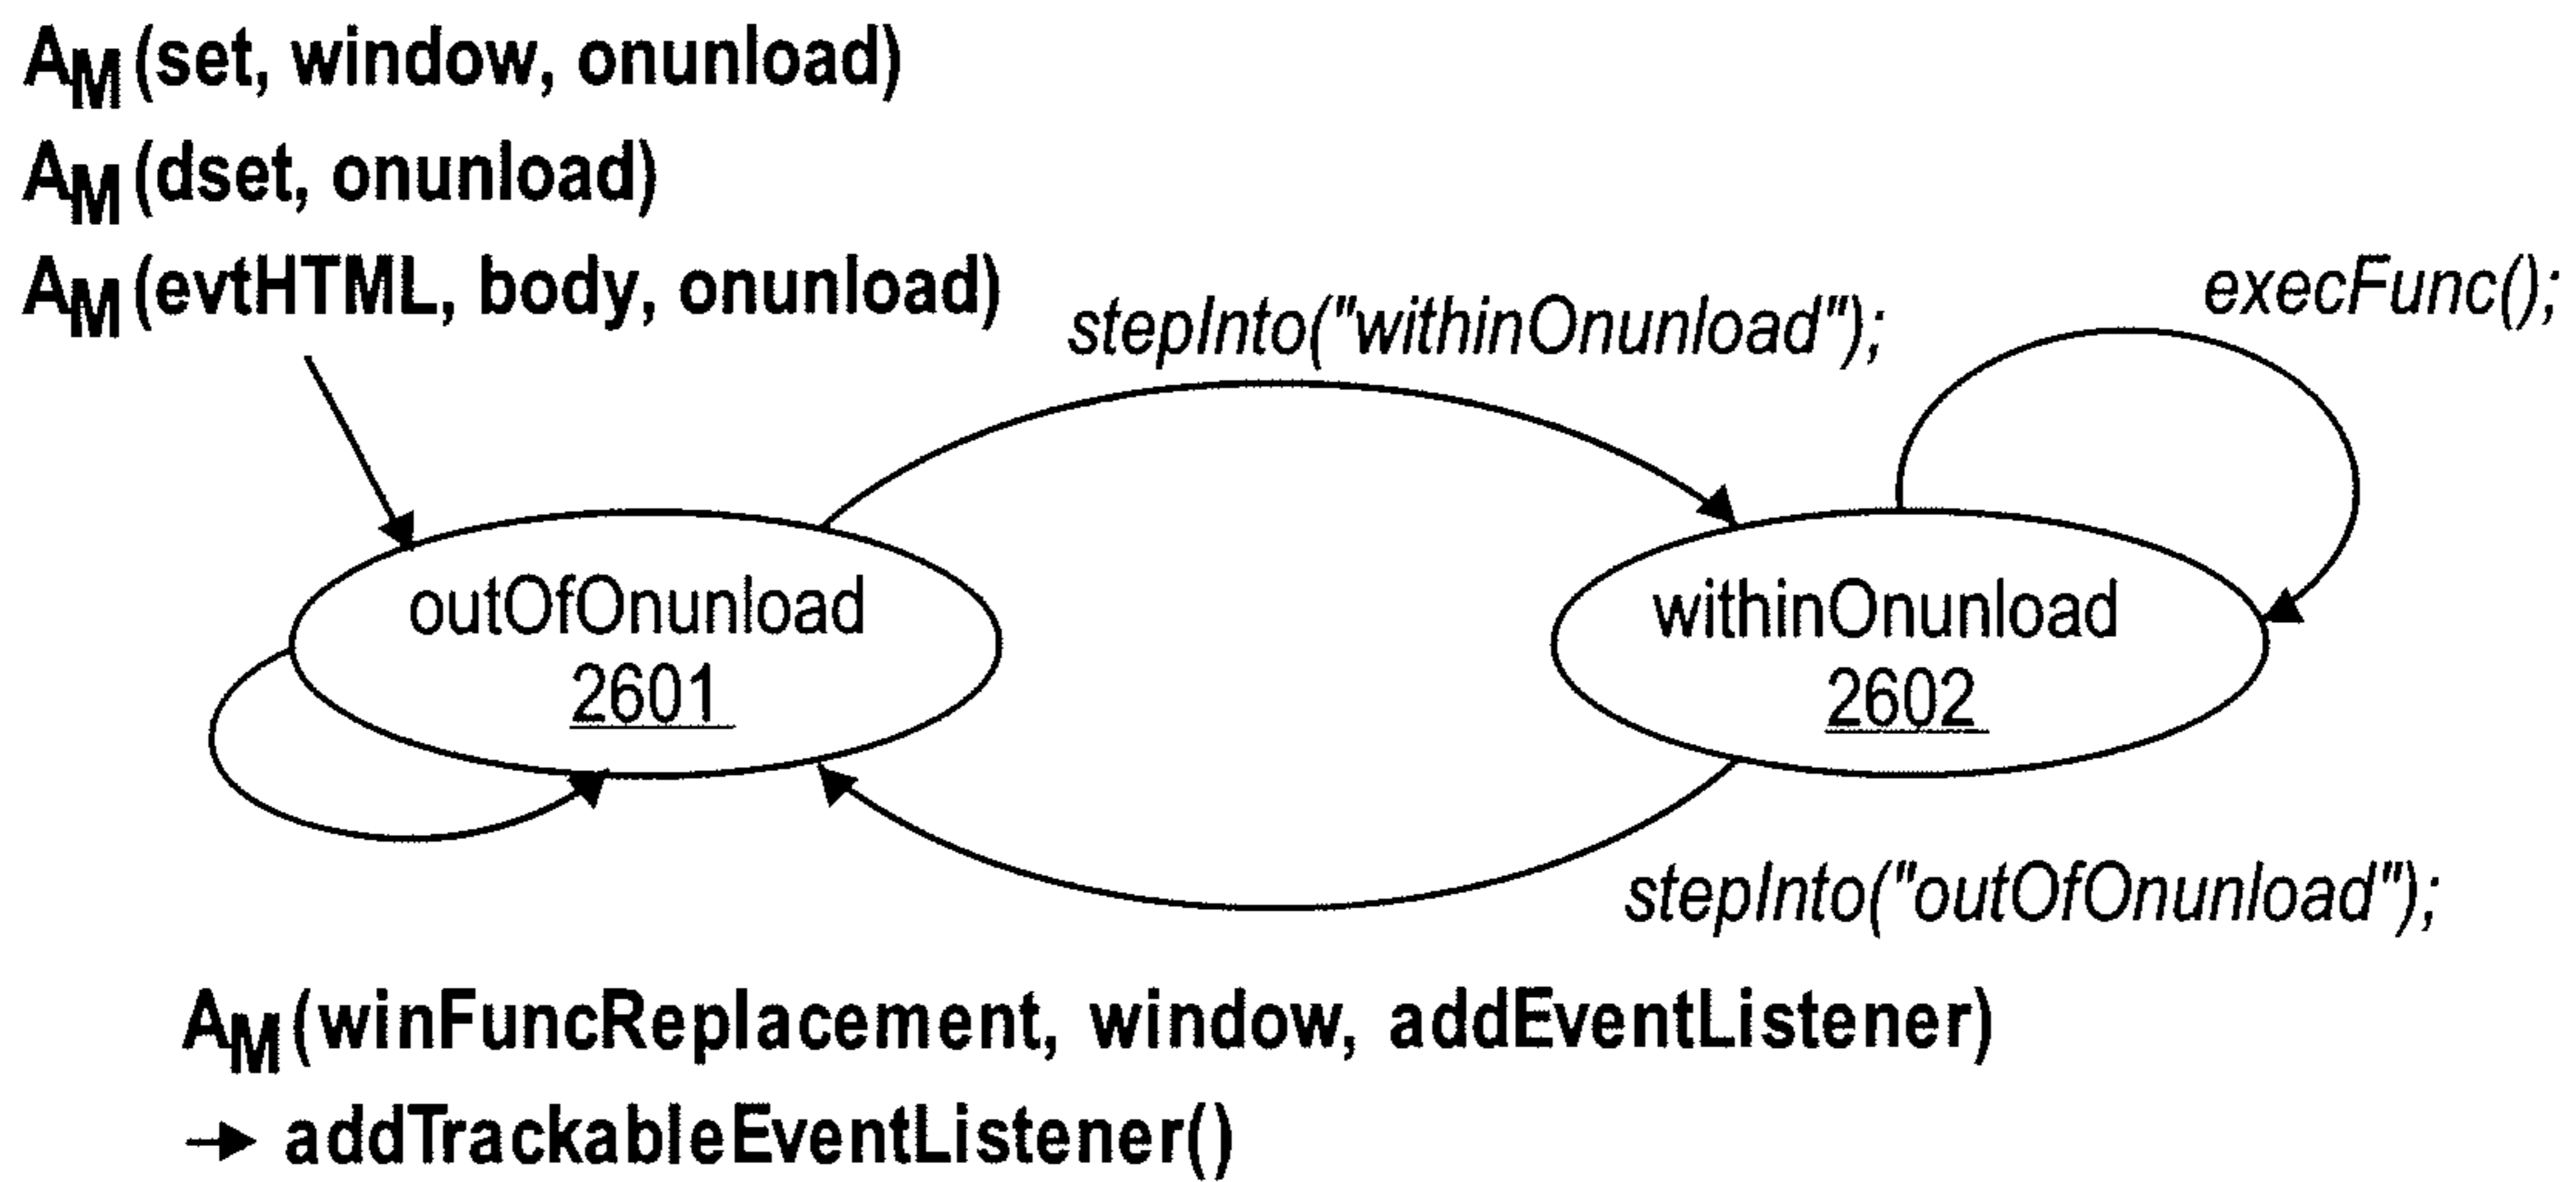 AM(set, window, onunload)
AM(dset, onunload)
AM(evtHTML, body, onunload)
stepInto("withinOnunload");
execFunc();
outOfOnunload
2601
withinOnunload
2602
stepInto("outOfOnunload");
AM(winFuncReplacement, window, addEventListener)
→ addTrackableEventListener()